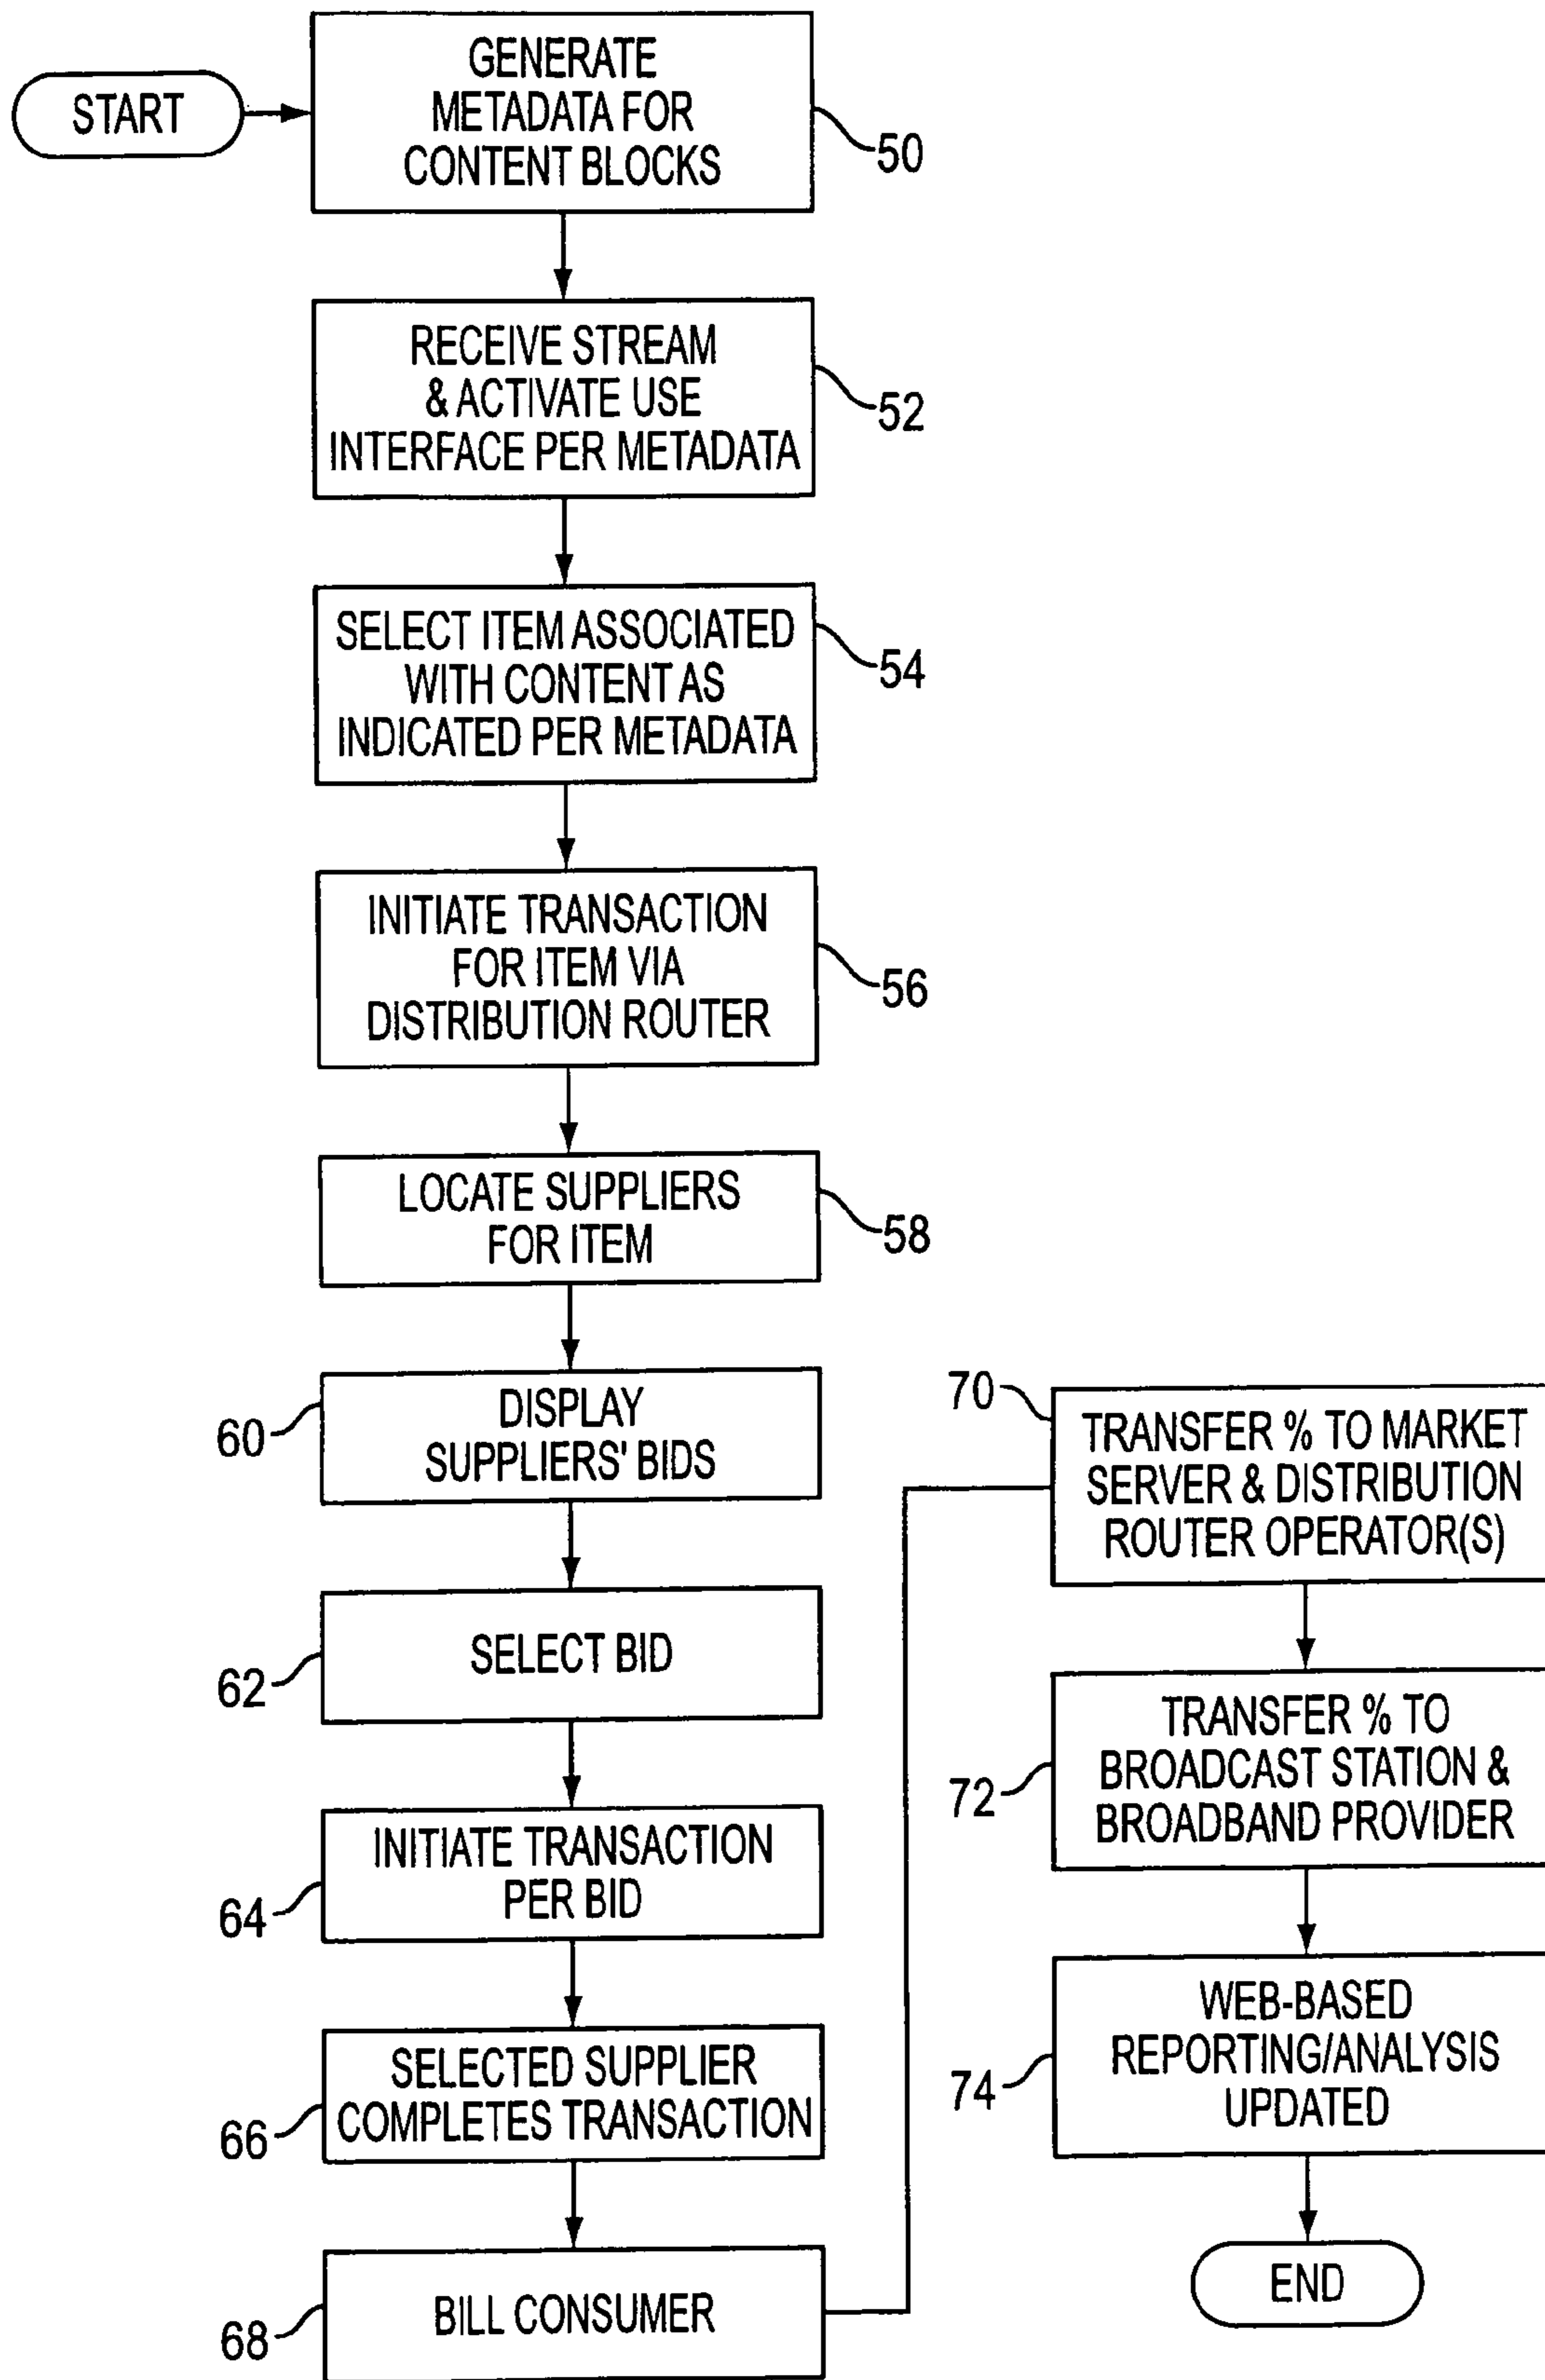 START
GENERATE
METADATA FOR
CONTENT BLOCKS
50
RECEIVE STREAM
& ACTIVATE USE
INTERFACE PER METADATA
52
SELECT ITEM ASSOCIATED
WITH CONTENT AS
INDICATED PER METADATA
54
INITIATE TRANSACTION
FOR ITEM VIA
DISTRIBUTION ROUTER
56
LOCATE SUPPLIERS
FOR ITEM
58
DISPLAY
SUPPLIERS' BIDS
60
SELECT BID
62
INITIATE TRANSACTION
PER BID
64
SELECTED SUPPLIER
COMPLETES TRANSACTION
66
BILL CONSUMER
68
70
TRANSFER % TO MARKET
SERVER & DISTRIBUTION
ROUTER OPERATOR(S)
TRANSFER % TO
BROADCAST STATION &
BROADBAND PROVIDER
72
WEB-BASED
REPORTING/ANALYSIS
UPDATED
74
END